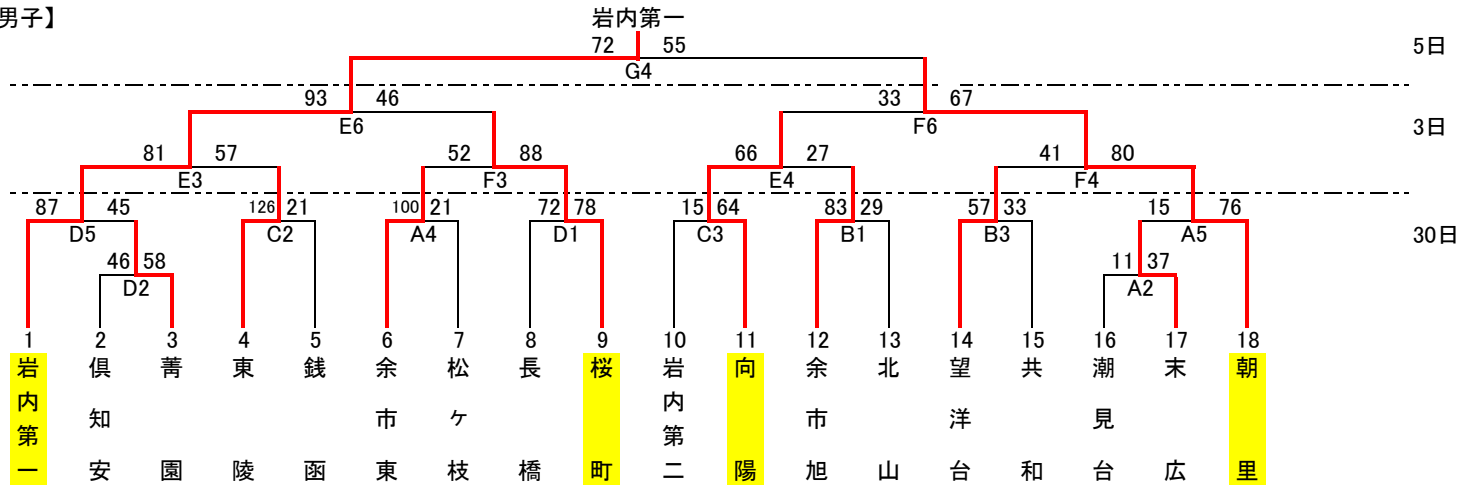 男子】
岩内第一
72 55 5日
G4
93 46 33 67
E6 F6 3日
81 57 52 88 66 27 41 80
E3 F3 E4 F4
87 45 126 21 100 21 72 78 15 64 83 29 57 33 15 76
D5 C2 A4 D1 C3 B1 B3 A5 30日
46 58 11 37
D2 A2
1 2 3 4 5 6 7 8 9 10 11 12 13 14 15 16 17 18
岩内第一
倶知安
菁園
東陵
銭函
余市東
松ケ枝
長橋
桜町
岩内第二
向陽
余市旭
北山
望洋台
共和
潮見台
末広
朝里